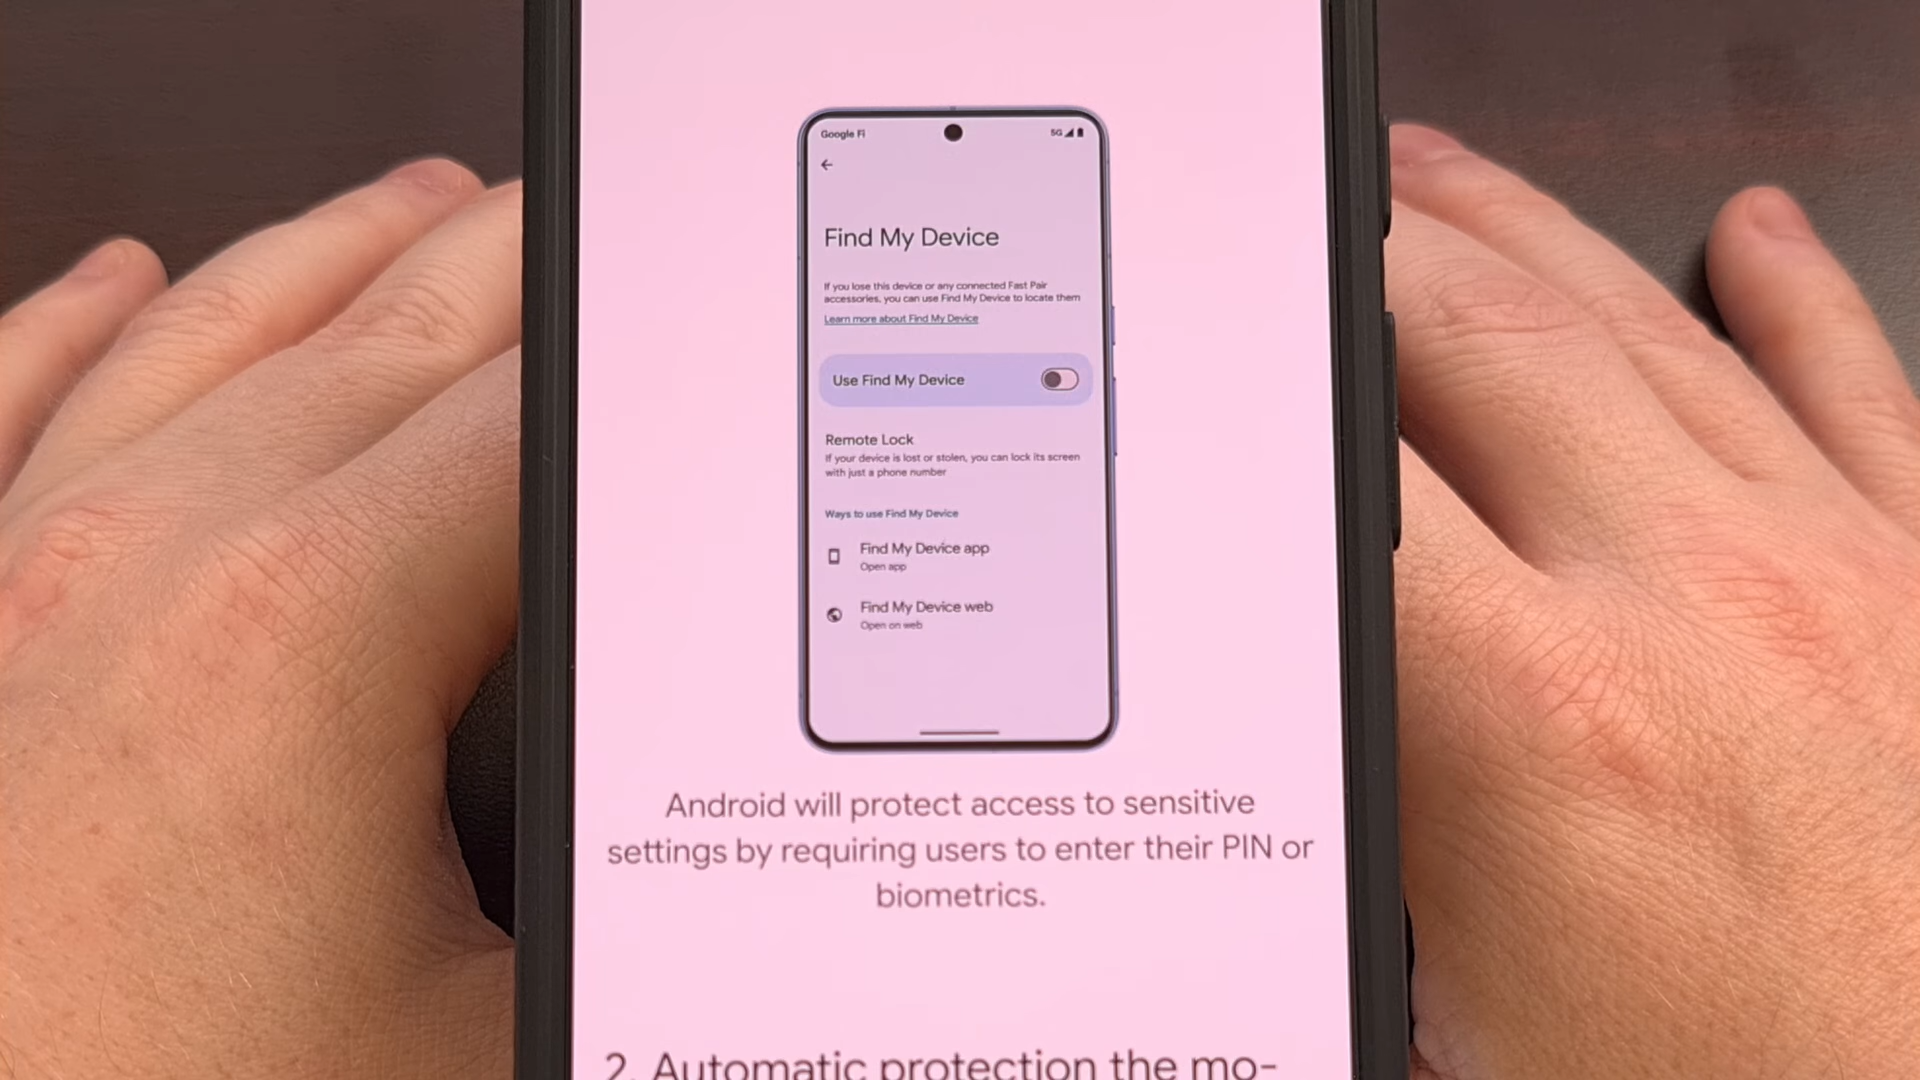 Google Fi
5G
Find My Device
If you lose this device or any connected Fast Pair
accessories, you can use Find My Device to locate them
Learn more about Find My Device
Use Find My Device
Remote Lock
If your device is lost or stolen, you can lock its screen
with just a phone number
Ways to use Find My Device
Find My Device app
Open app
Find My Device web
Open on web
Android will protect access to sensitive
settings by requiring users to enter their PIN or
biometrics.
2. Automatic protection the mo-